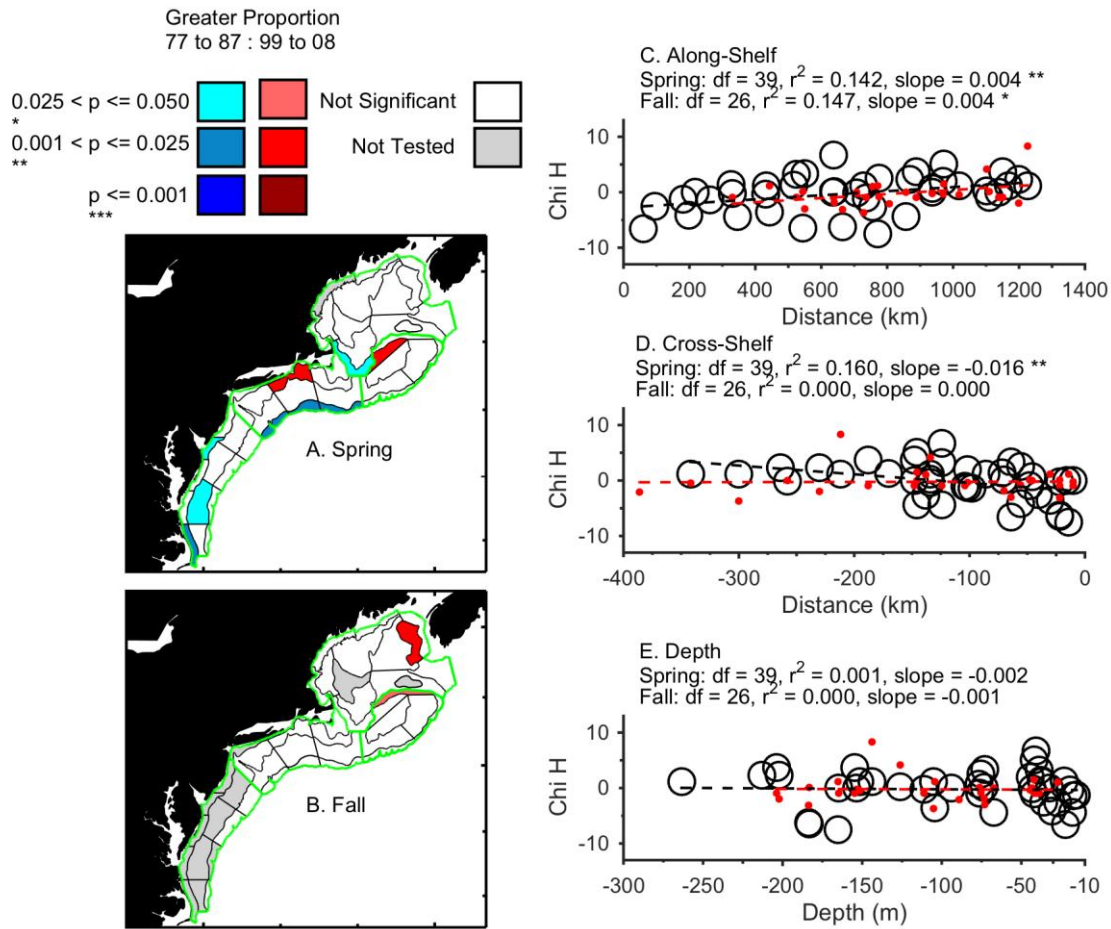 Greater Proportion
77 to 87 : 99 to 08
0.025 < p <= 0.050
*
0.001 < p <= 0.025
**
p <= 0.001
***
Not Significant
Not Tested
A. Spring
B. Fall
C. Along-Shelf
Spring: df = 39, r² = 0.142, slope = 0.004 **
Fall: df = 26, r² = 0.147, slope = 0.004 *
Chi H
10
0
-10
0 200 400 600 800 1000 1200 1400
Distance (km)
D. Cross-Shelf
Spring: df = 39, r² = 0.160, slope = -0.016 **
Fall: df = 26, r² = 0.000, slope = 0.000
Chi H
10
0
-10
-400 -300 -200 -100 0
Distance (km)
E. Depth
Spring: df = 39, r² = 0.001, slope = -0.002
Fall: df = 26, r² = 0.000, slope = -0.001
Chi H
10
0
-10
-300 -250 -200 -150 -100 -50 -10
Depth (m)